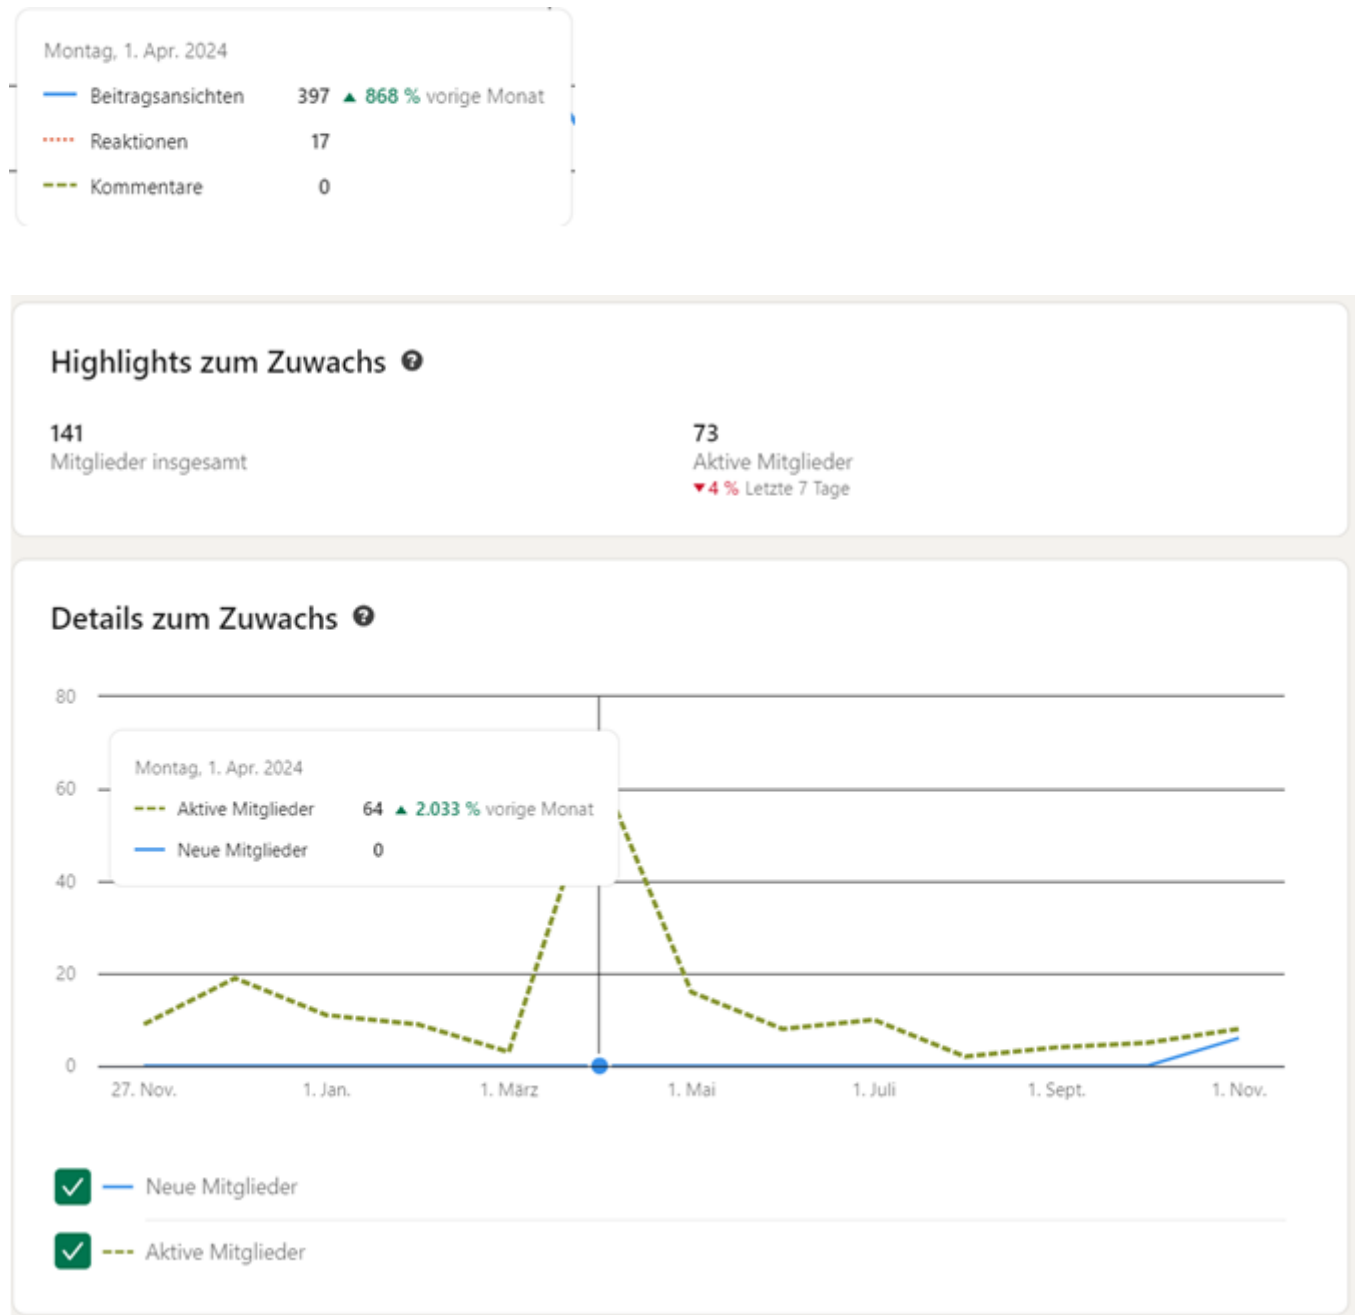 Montag, 1. Apr. 2024
Beitragsansichten 397 ▲ 868 % vorige Monat
Reaktionen 17
Kommentare 0
Highlights zum Zuwachs
141
Mitglieder insgesamt
73
Aktive Mitglieder
▼4 % Letzte 7 Tage
Details zum Zuwachs
80
60
40
20
0
Montag, 1. Apr. 2024
Aktive Mitglieder 64 ▲ 2.033 % vorige Monat
Neue Mitglieder 0
27. Nov. 1. Jan. 1. März 1. Mai 1. Juli 1. Sept. 1. Nov.
Neue Mitglieder
Aktive Mitglieder